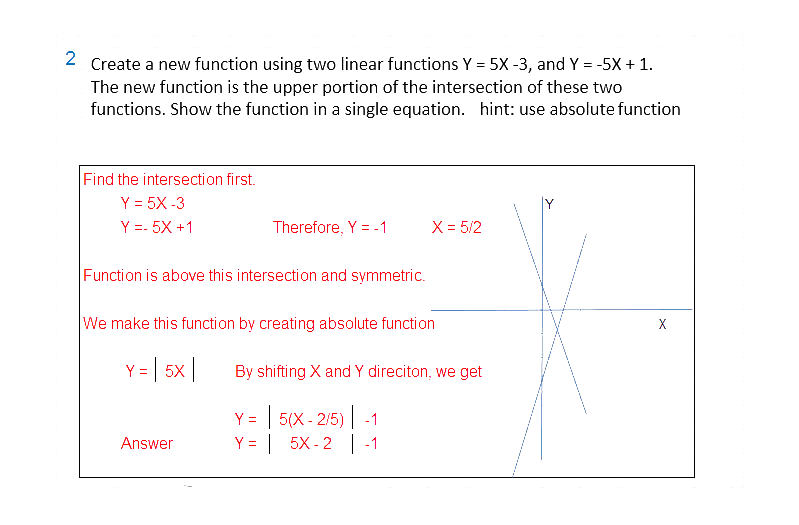 2 Create a new function using two linear functions Y = 5X -3, and Y = -5X + 1.
The new function is the upper portion of the intersection of these two
functions. Show the function in a single equation. hint: use absolute function
Find the intersection first.
Y = 5X -3
Y =- 5X +1 Therefore, Y = -1 X = 5/2
Function is above this intersection and symmetric.
We make this function by creating absolute function
Y = | 5X | By shifting X and Y direciton, we get
Y = | 5(X - 2/5) | -1
Answer Y = | 5X - 2 | -1
Y
X